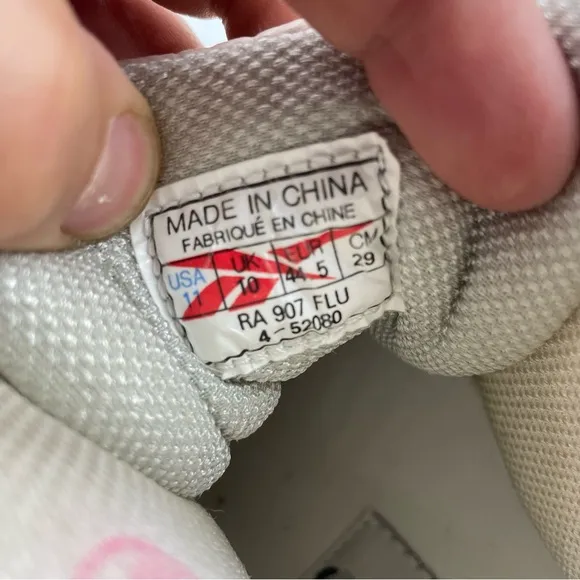 MADE IN CHINA
FABRIQUÉ EN CHINE
USA UK EUR CM
11 10 44.5 29
RA 907 FLU
4-52080